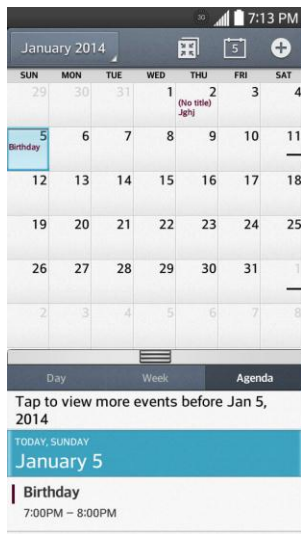 7:13 PM
January 2014 5
SUN MON TUE WED THU FRI SAT
29 30 31 1 2 3 4
(No title)
Jghj
5 6 7 8 9 10 11
Birthday
12 13 14 15 16 17 18
19 20 21 22 23 24 25
26 27 28 29 30 31 1
2 3 4 5 6 7 8
Day Week Agenda
Tap to view more events before Jan 5,
2014
TODAY, SUNDAY
January 5
Birthday
7:00PM – 8:00PM